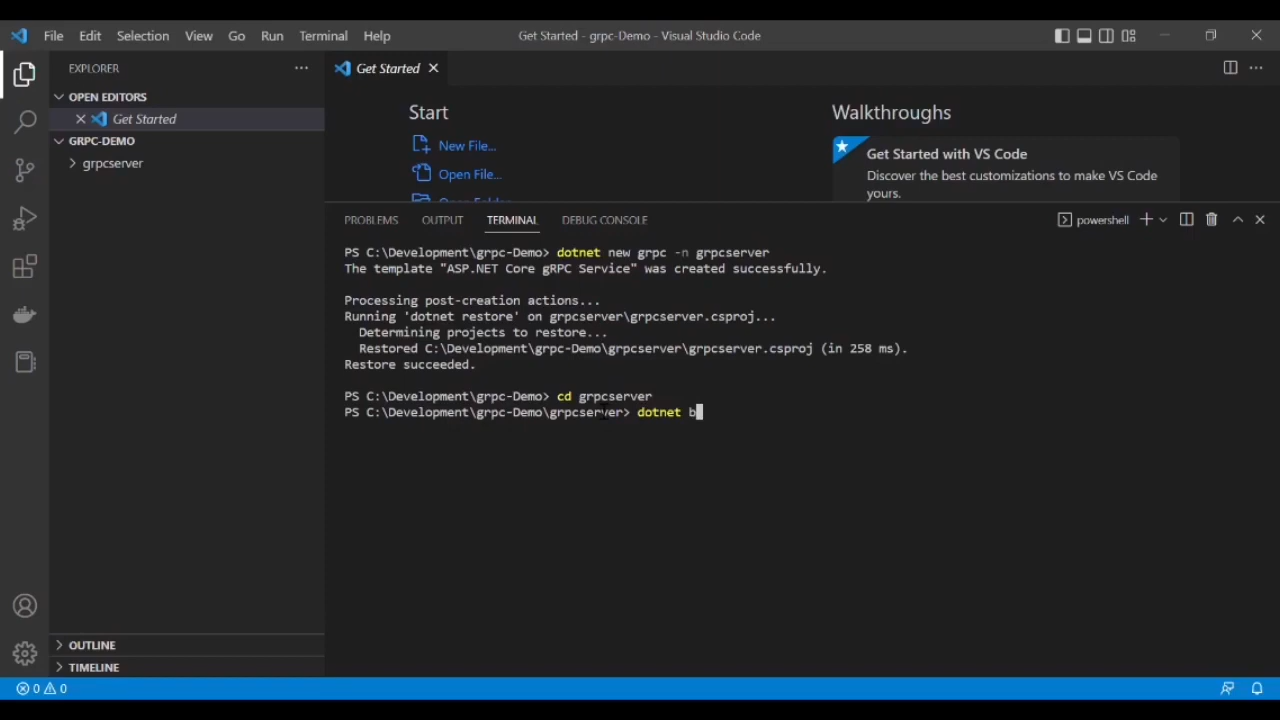 File Edit Selection View Go Run Terminal Help
Get Started - grpc-Demo - Visual Studio Code
EXPLORER
OPEN EDITORS
Get Started
GRPC-DEMO
grpcserver
OUTLINE
TIMELINE
Get Started
Start
New File...
Open File...
Open Folder...
Walkthroughs
Get Started with VS Code
Discover the best customizations to make VS Code
yours.
PROBLEMS OUTPUT TERMINAL DEBUG CONSOLE
powershell
PS C:\Development\grpc-Demo> dotnet new grpc -n grpcserver
The template "ASP.NET Core gRPC Service" was created successfully.
Processing post-creation actions...
Running 'dotnet restore' on grpcserver\grpcserver.csproj...
Determining projects to restore...
Restored C:\Development\grpc-Demo\grpcserver\grpcserver.csproj (in 258 ms).
Restore succeeded.
PS C:\Development\grpc-Demo> cd grpcserver
PS C:\Development\grpc-Demo\grpcserver> dotnet b
0 0